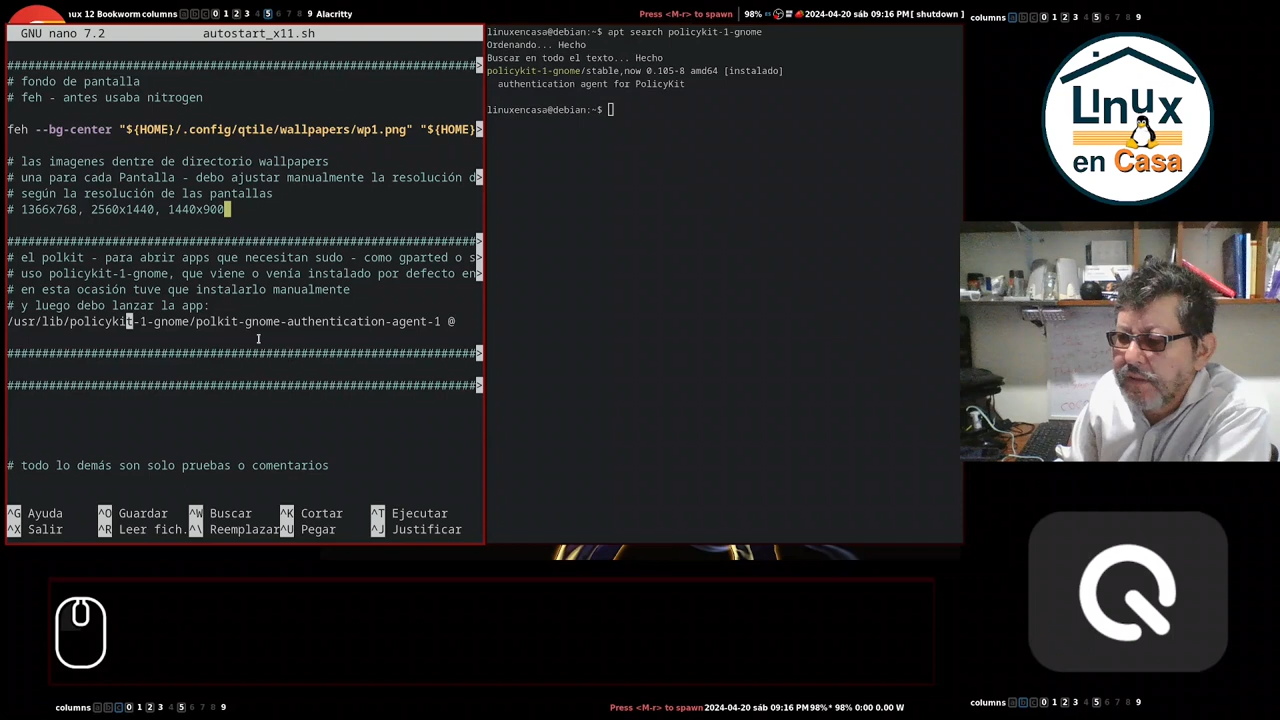 ux 12 Bookworm columns a b c 0 1 2 3 4 5 6 7 8 9 Alacritty
Press <M-r> to spawn 98% ES 2024-04-20 sáb 09:16 PM [ shutdown ]
columns a b c 0 1 2 3 4 5 6 7 8 9
GNU nano 7.2 autostart_x11.sh
###################################################################>
# fondo de pantalla
# feh - antes usaba nitrogen
feh --bg-center "${HOME}/.config/qtile/wallpapers/wp1.png" "${HOME}>
# las imagenes dentre de directorio wallpapers
# una para cada Pantalla - debo ajustar manualmente la resolución d>
# según la resolución de las pantallas
# 1366x768, 2560x1440, 1440x900
###################################################################>
# el polkit - para abrir apps que necesitan sudo - como gparted o s>
# uso policykit-1-gnome, que viene o venía instalado por defecto en>
# en esta ocasión tuve que instalarlo manualmente
# y luego debo lanzar la app:
/usr/lib/policykit-1-gnome/polkit-gnome-authentication-agent-1 @
###################################################################>
###################################################################>
# todo lo demás son solo pruebas o comentarios
^G Ayuda ^O Guardar ^W Buscar ^K Cortar ^T Ejecutar
^X Salir ^R Leer fich. ^\ Reemplazar ^U Pegar ^J Justificar
linuxencasa@debian:~$ apt search policykit-1-gnome
Ordenando... Hecho
Buscar en todo el texto... Hecho
policykit-1-gnome/stable,now 0.105-8 amd64 [instalado]
authentication agent for PolicyKit
linuxencasa@debian:~$
Linux
en Casa
columns a b c 0 1 2 3 4 5 6 7 8 9
Press <M-r> to spawn 2024-04-20 sáb 09:16 PM 98%* 98% 0:00 0.00 W
columns a b c 0 1 2 3 4 5 6 7 8 9